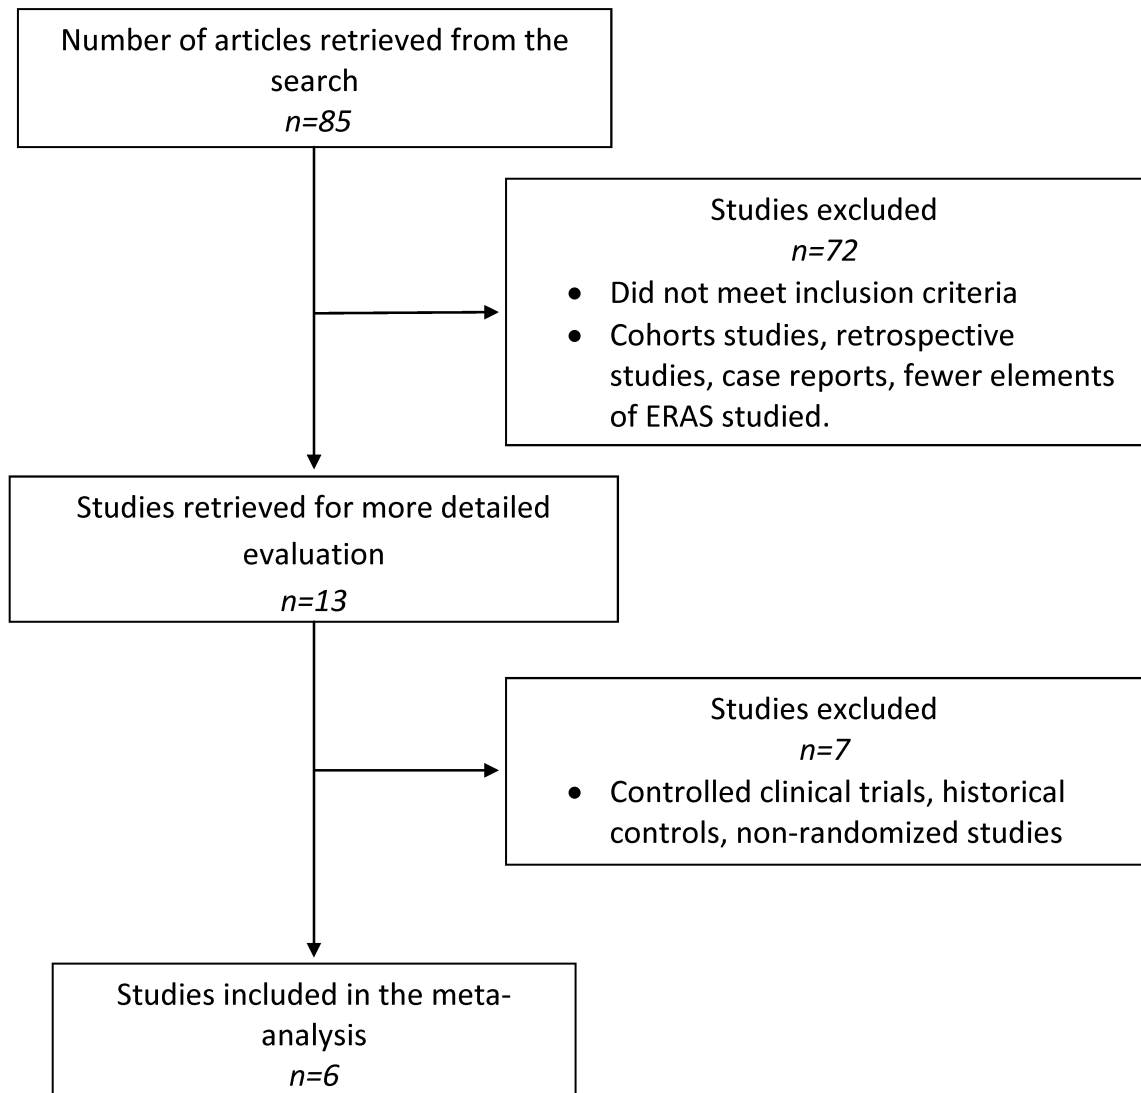 Number of articles retrieved from the
search
n=85
Studies excluded
n=72
• Did not meet inclusion criteria
• Cohorts studies, retrospective
studies, case reports, fewer elements
of ERAS studied.
Studies retrieved for more detailed
evaluation
n=13
Studies excluded
n=7
• Controlled clinical trials, historical
controls, non-randomized studies
Studies included in the meta-
analysis
n=6